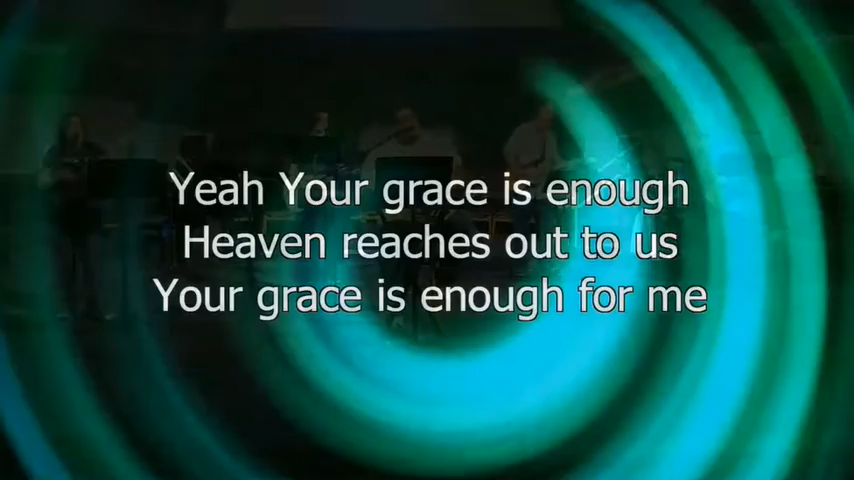 Yeah Your grace is enough
Heaven reaches out to us
Your grace is enough for me